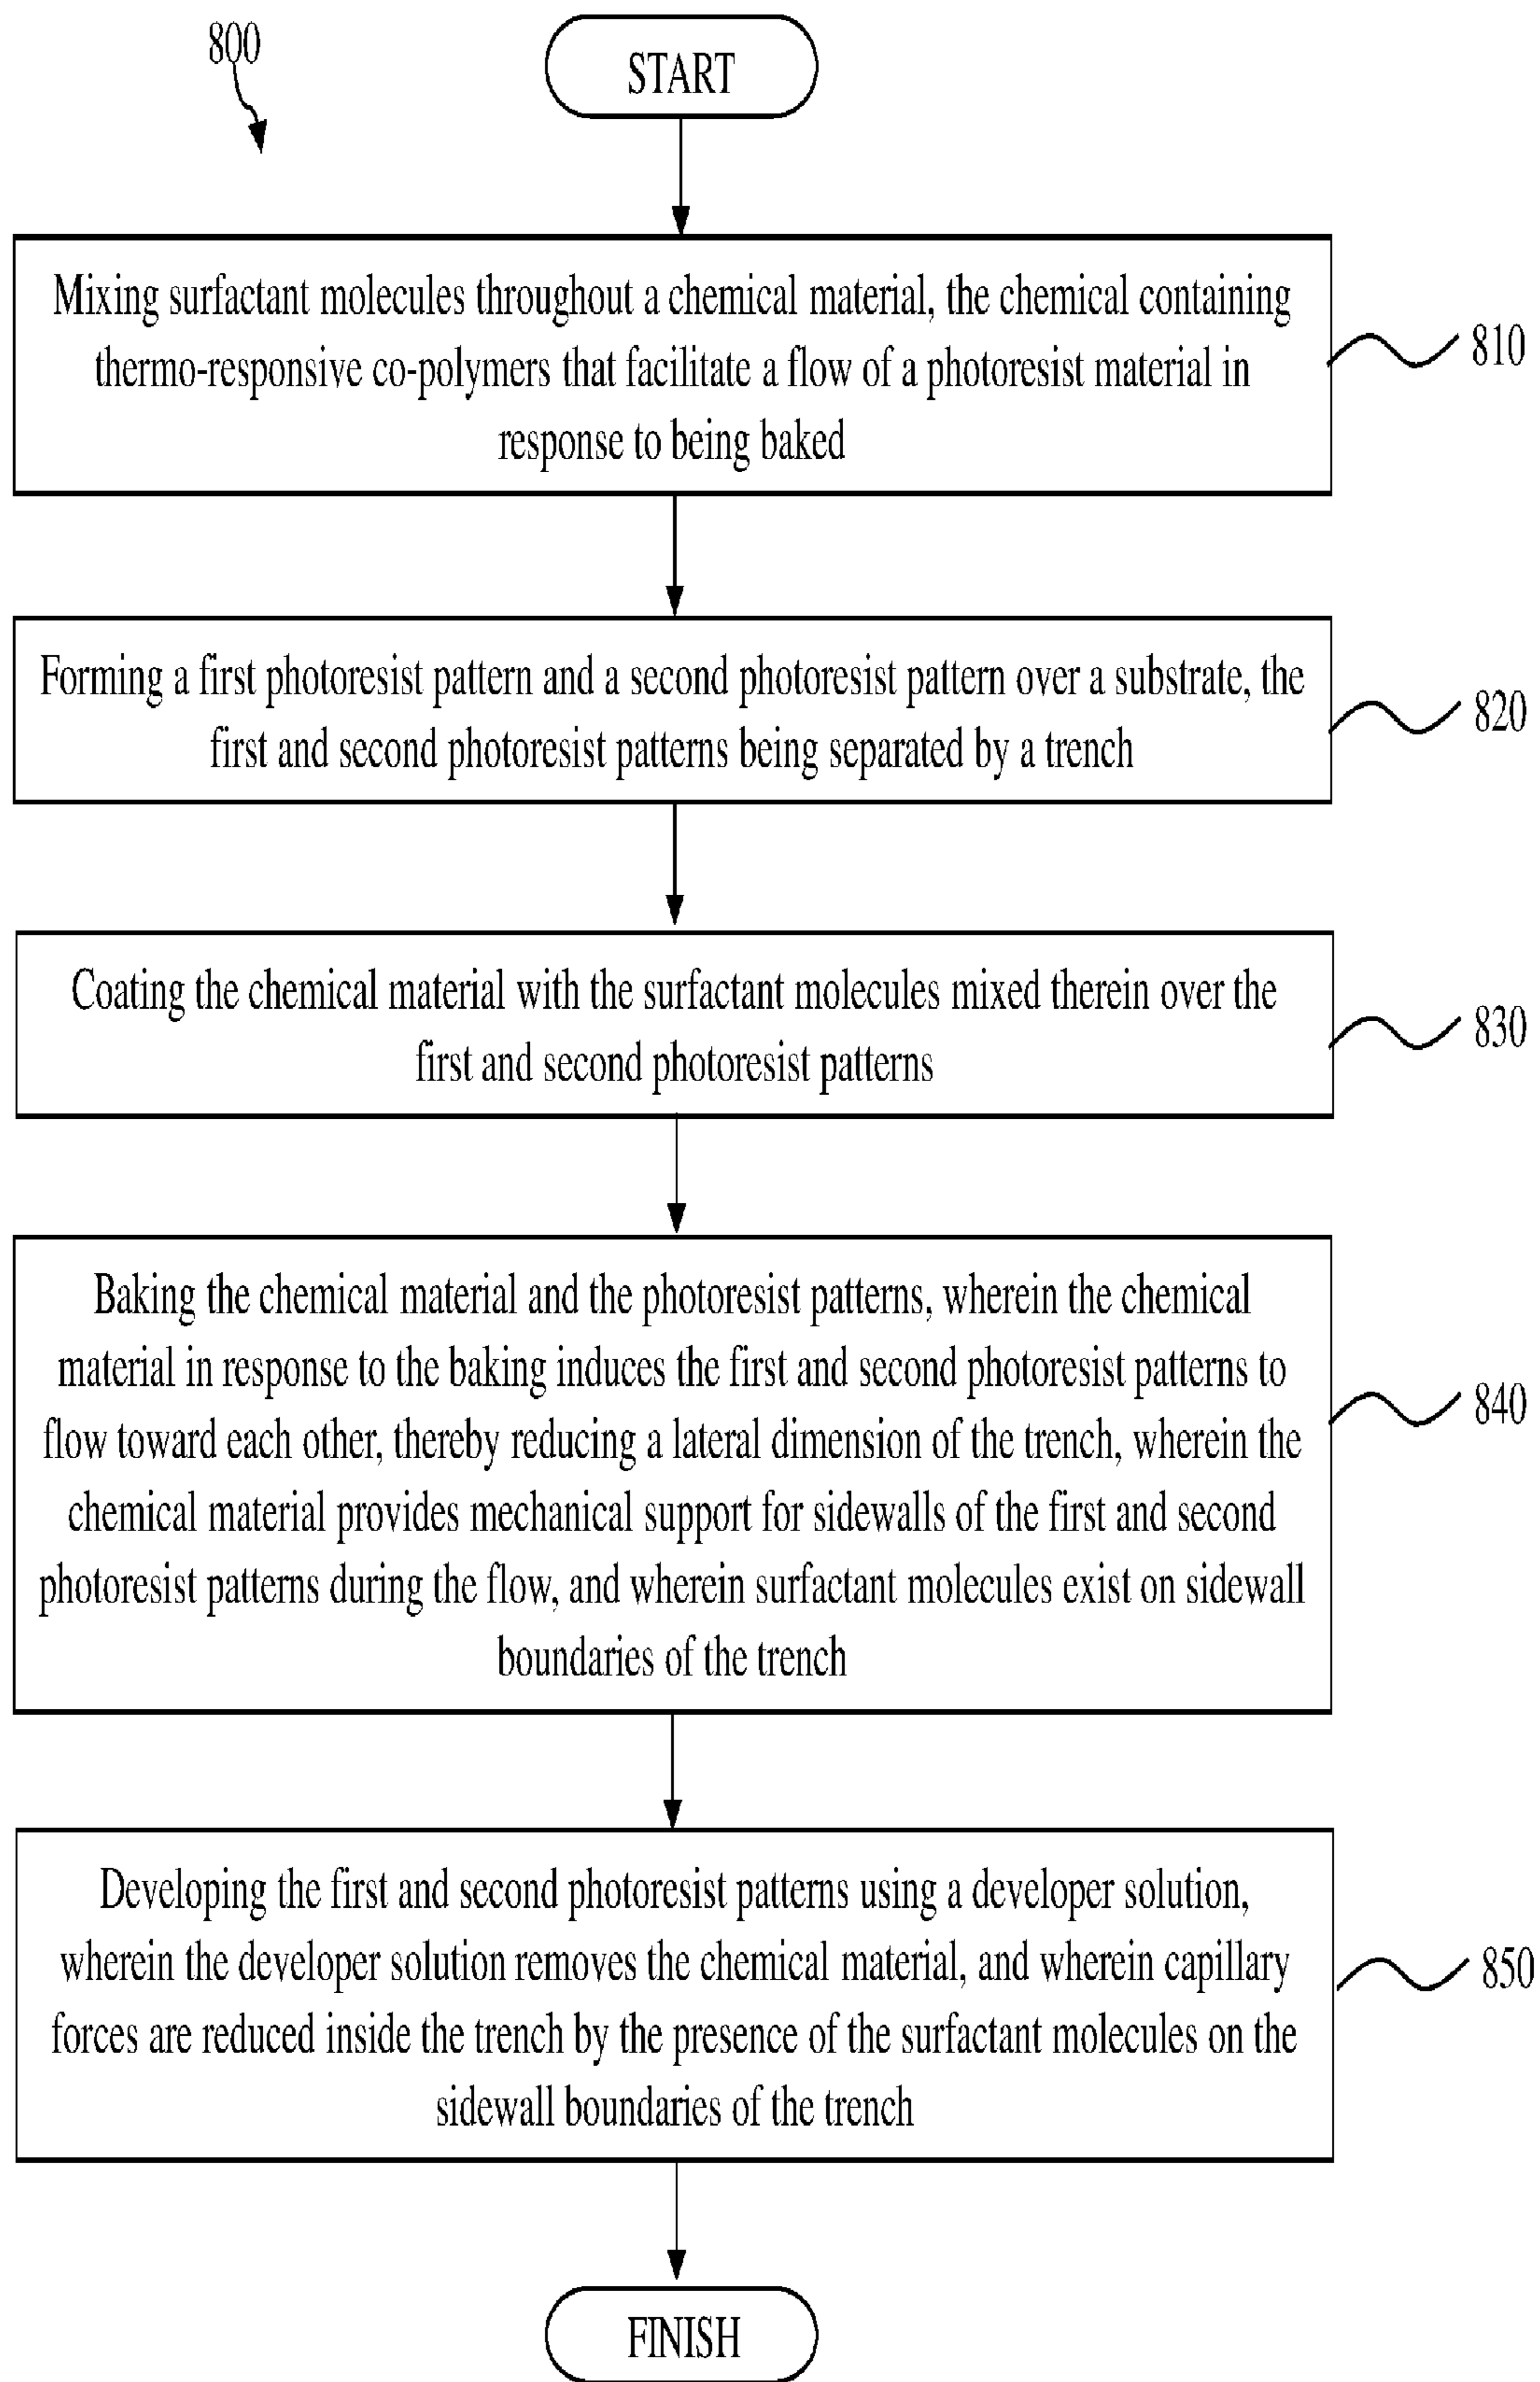 800
START
Mixing surfactant molecules throughout a chemical material, the chemical containing
thermo-responsive co-polymers that facilitate a flow of a photoresist material in
response to being baked
810
Forming a first photoresist pattern and a second photoresist pattern over a substrate, the
first and second photoresist patterns being separated by a trench
820
Coating the chemical material with the surfactant molecules mixed therein over the
first and second photoresist patterns
830
Baking the chemical material and the photoresist patterns, wherein the chemical
material in response to the baking induces the first and second photoresist patterns to
flow toward each other, thereby reducing a lateral dimension of the trench, wherein the
chemical material provides mechanical support for sidewalls of the first and second
photoresist patterns during the flow, and wherein surfactant molecules exist on sidewall
boundaries of the trench
840
Developing the first and second photoresist patterns using a developer solution,
wherein the developer solution removes the chemical material, and wherein capillary
forces are reduced inside the trench by the presence of the surfactant molecules on the
sidewall boundaries of the trench
850
FINISH